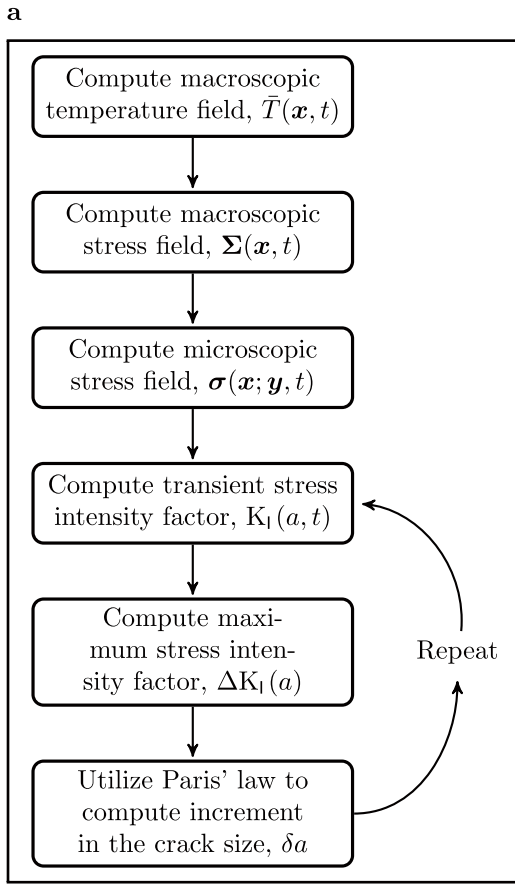 a
Compute macroscopic
temperature field, T̄(x, t)
Compute macroscopic
stress field, Σ(x, t)
Compute microscopic
stress field, σ(x; y, t)
Compute transient stress
intensity factor, K_I(a, t)
Compute maxi-
mum stress inten-
sity factor, ΔK_I(a)
Repeat
Utilize Paris' law to
compute increment
in the crack size, δa